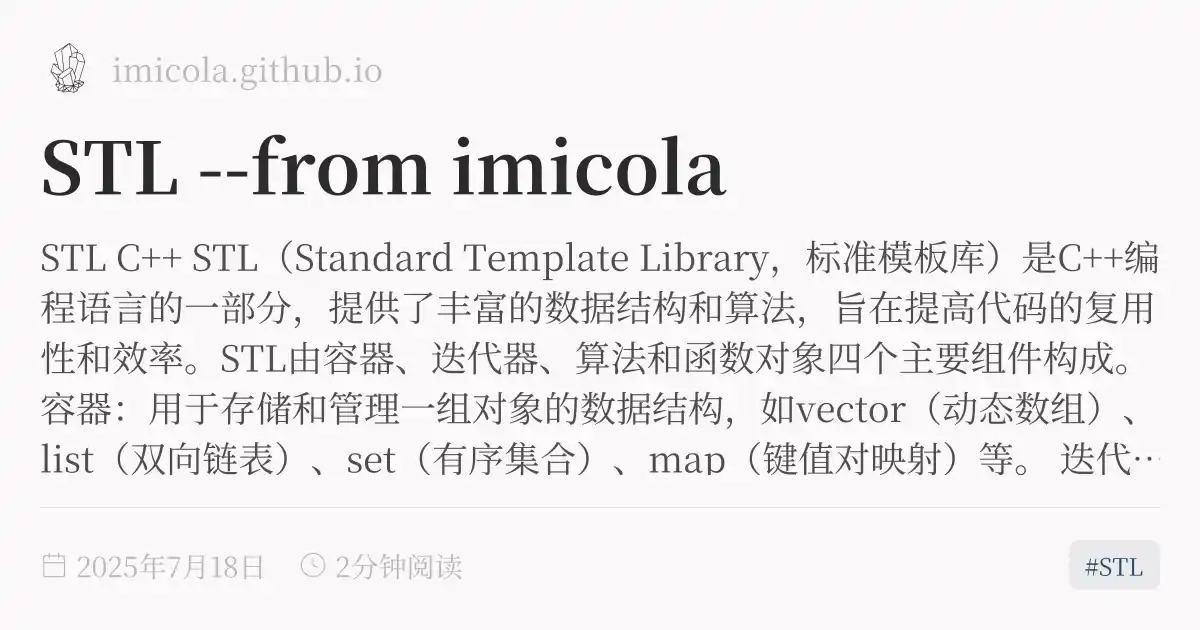 imicola.github.io
STL --from imicola
STL C++ STL（Standard Template Library，标准模板库）是C++编
程语言的一部分，提供了丰富的数据结构和算法，旨在提高代码的复用
性和效率。STL由容器、迭代器、算法和函数对象四个主要组件构成。
容器：用于存储和管理一组对象的数据结构，如vector（动态数组）、
list（双向链表）、set（有序集合）、map（键值对映射）等。 迭代…
2025年7月18日 2分钟阅读 #STL